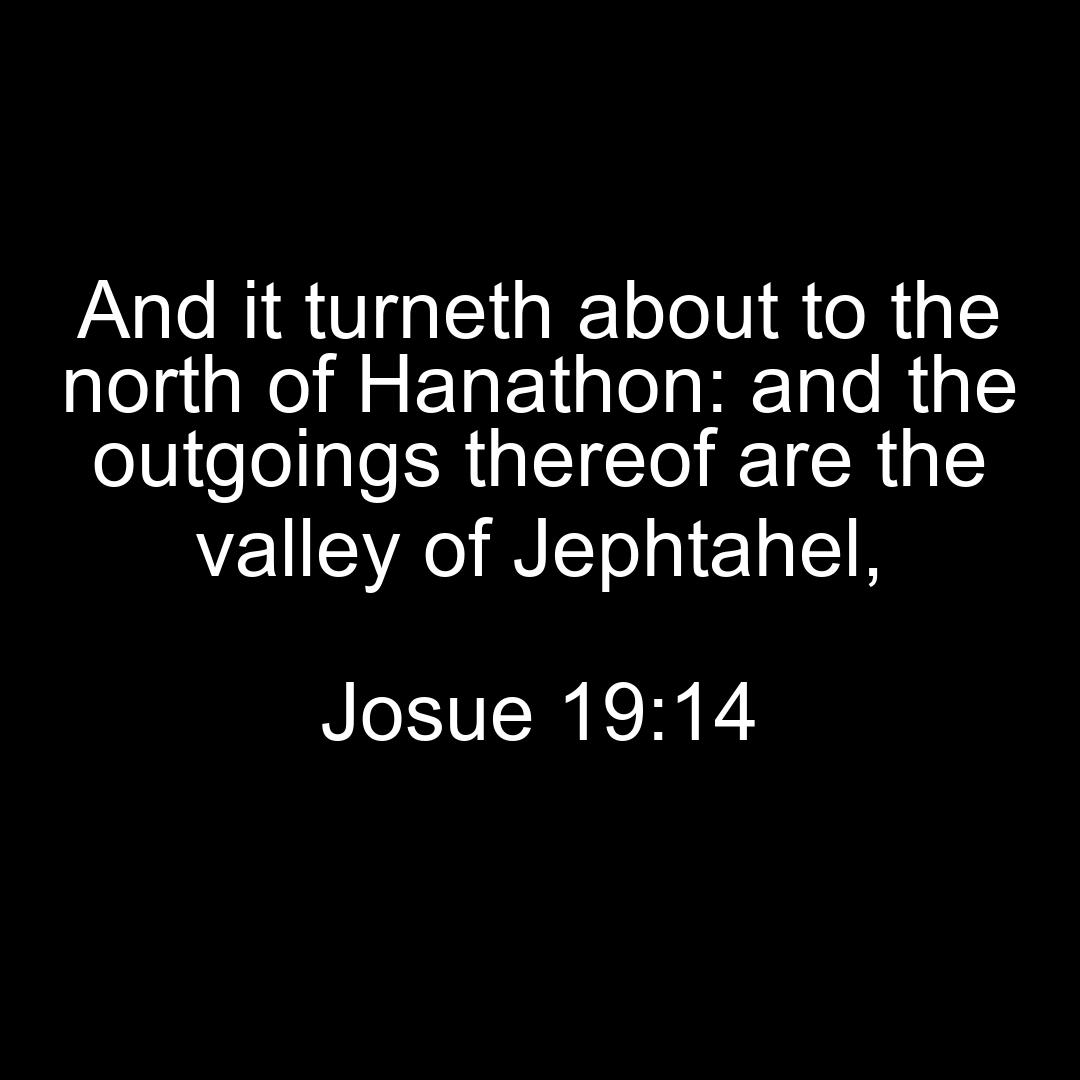 And it turneth about to the
north of Hanathon: and the
outgoings thereof are the
valley of Jephtahel,
Josue 19:14